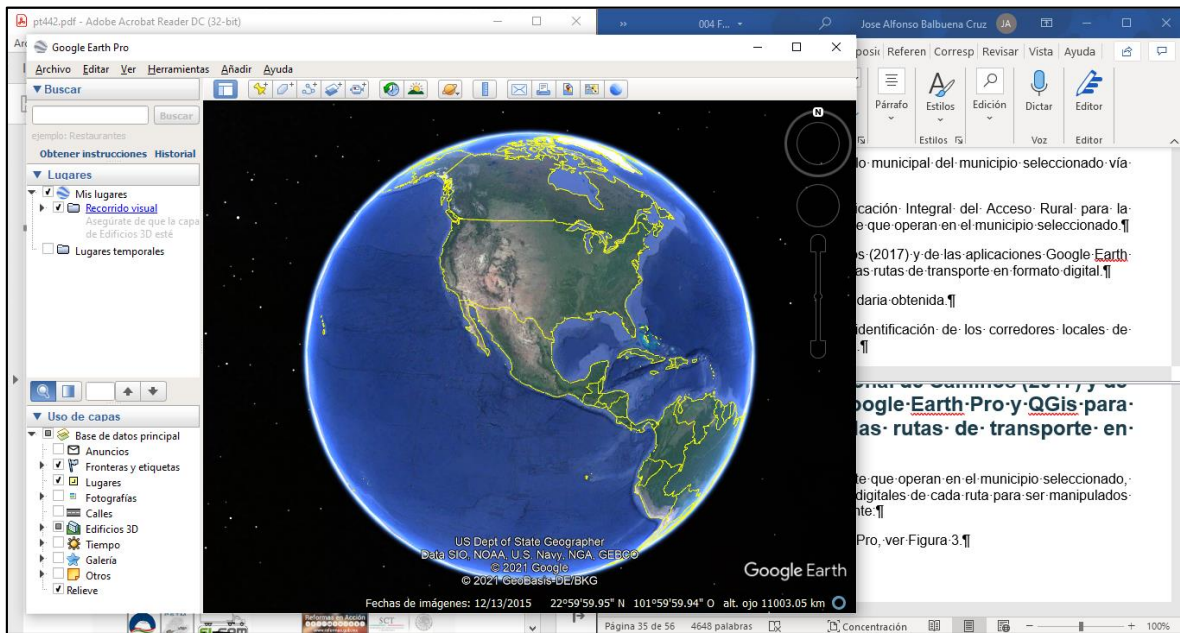 pt442.pdf - Adobe Acrobat Reader DC (32-bit)
Google Earth Pro
Archivo Editar Ver Herramientas Añadir Ayuda
Buscar
Buscar
ejemplo: Restaurantes
Obtener instrucciones Historial
Lugares
Mis lugares
Recorrido visual
Asegúrate de que la capa
de Edificios 3D esté
Lugares temporales
Uso de capas
Base de datos principal
Anuncios
Fronteras y etiquetas
Lugares
Fotografías
Calles
Edificios 3D
Tiempo
Galería
Otros
Relieve
N
US Dept of State Geographer
Data SIO, NOAA, U.S. Navy, NGA, GEBCO
© 2021 Google
© 2021 GeoBasis-DE/BKG
Google Earth
Fechas de imágenes: 12/13/2015 22°59'59.95" N 101°59'59.94" O alt. ojo 11003.05 km
Reformas en Acción
SCT
004 F... Jose Alfonso Balbuena Cruz JA
Referen Corresp Revisar Vista Ayuda
Párrafo Estilos Edición Dictar Editor
Estilos Voz Editor
municipal del municipio seleccionado vía
icación Integral del Acceso Rural para la
e que operan en el municipio seleccionado.¶
os (2017) y de las aplicaciones Google Earth
as rutas de transporte en formato digital.¶
daria obtenida.¶
identificación de los corredores locales de
.¶
onal de Caminos (2017) y de
oogle Earth Pro y QGis para
las rutas de transporte en
te que operan en el municipio seleccionado,
digitales de cada ruta para ser manipulados
nte:¶
Pro, ver Figura 3.¶
Página 35 de 56 4648 palabras Concentración 100%